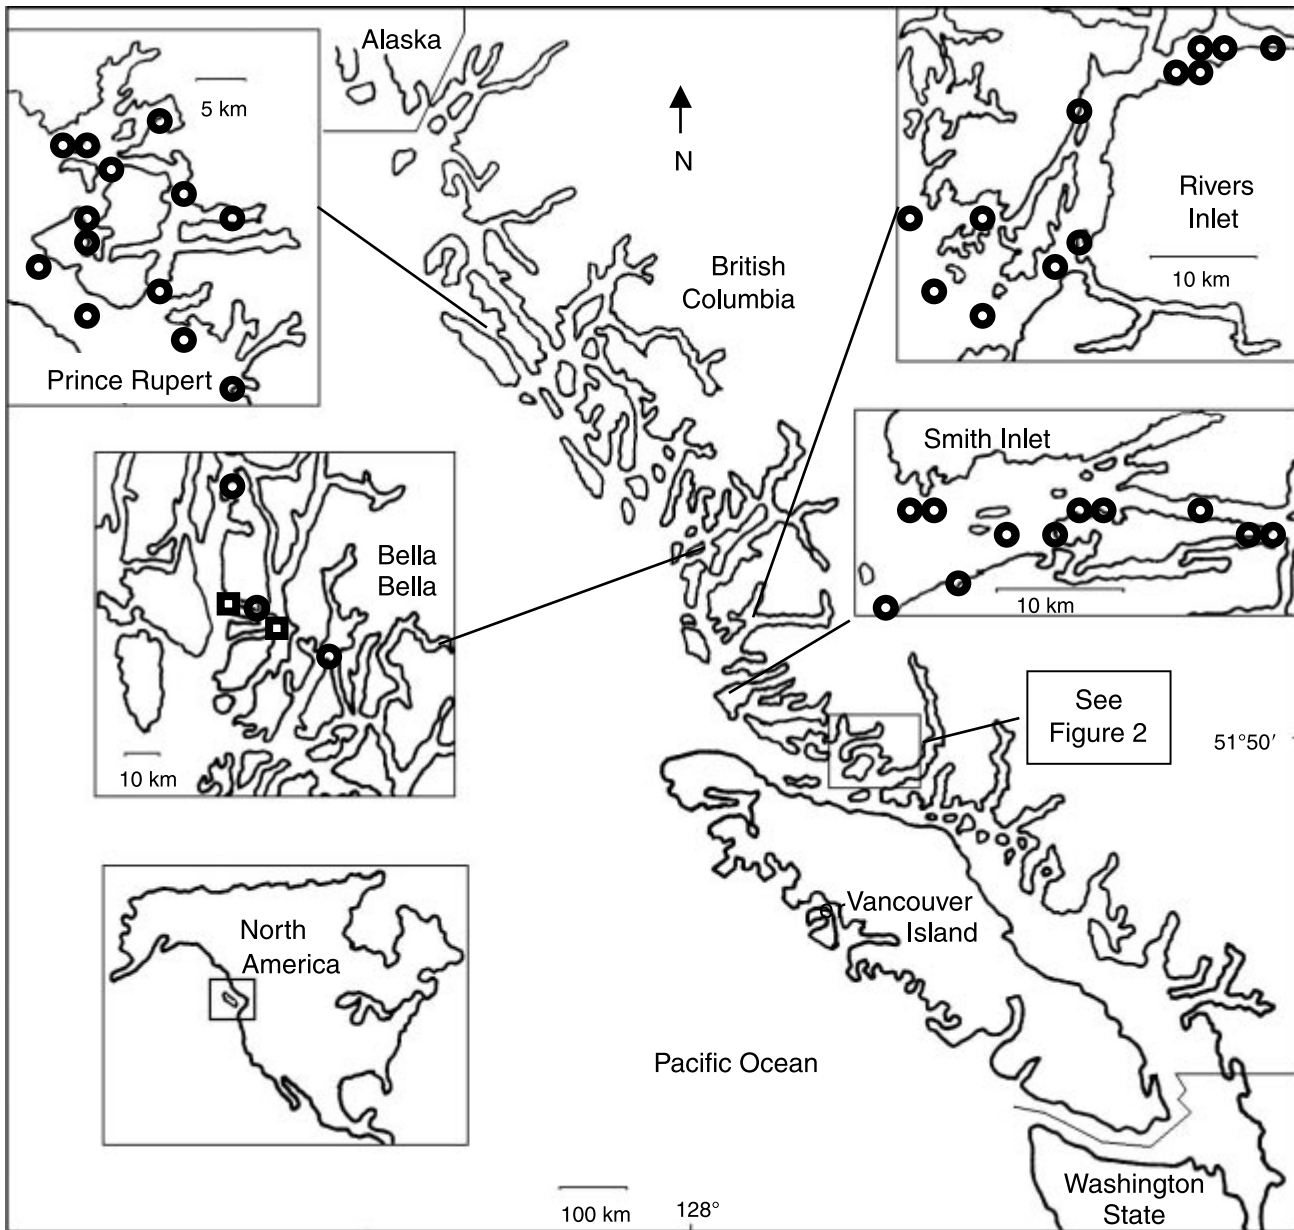 Alaska
5 km
N
Rivers
Inlet
10 km
British
Columbia
Prince Rupert
Smith Inlet
10 km
Bella
Bella
10 km
See
Figure 2
51°50′
North
America
Vancouver
Island
Pacific Ocean
Washington
State
100 km
128°